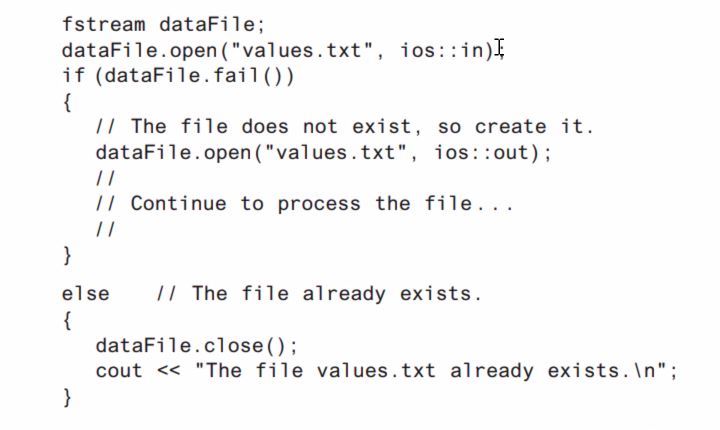 fstream dataFile;
dataFile.open("values.txt", ios::in);
if (dataFile.fail())
{
// The file does not exist, so create it.
dataFile.open("values.txt", ios::out);
//
// Continue to process the file...
//
}
else // The file already exists.
{
dataFile.close();
cout << "The file values.txt already exists.\n";
}